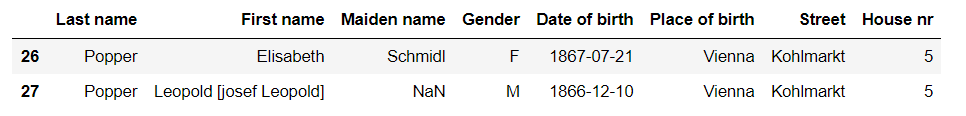 Last name First name Maiden name Gender Date of birth Place of birth Street House nr
26 Popper Elisabeth Schmidl F 1867-07-21 Vienna Kohlmarkt 5
27 Popper Leopold [josef Leopold] NaN M 1866-12-10 Vienna Kohlmarkt 5